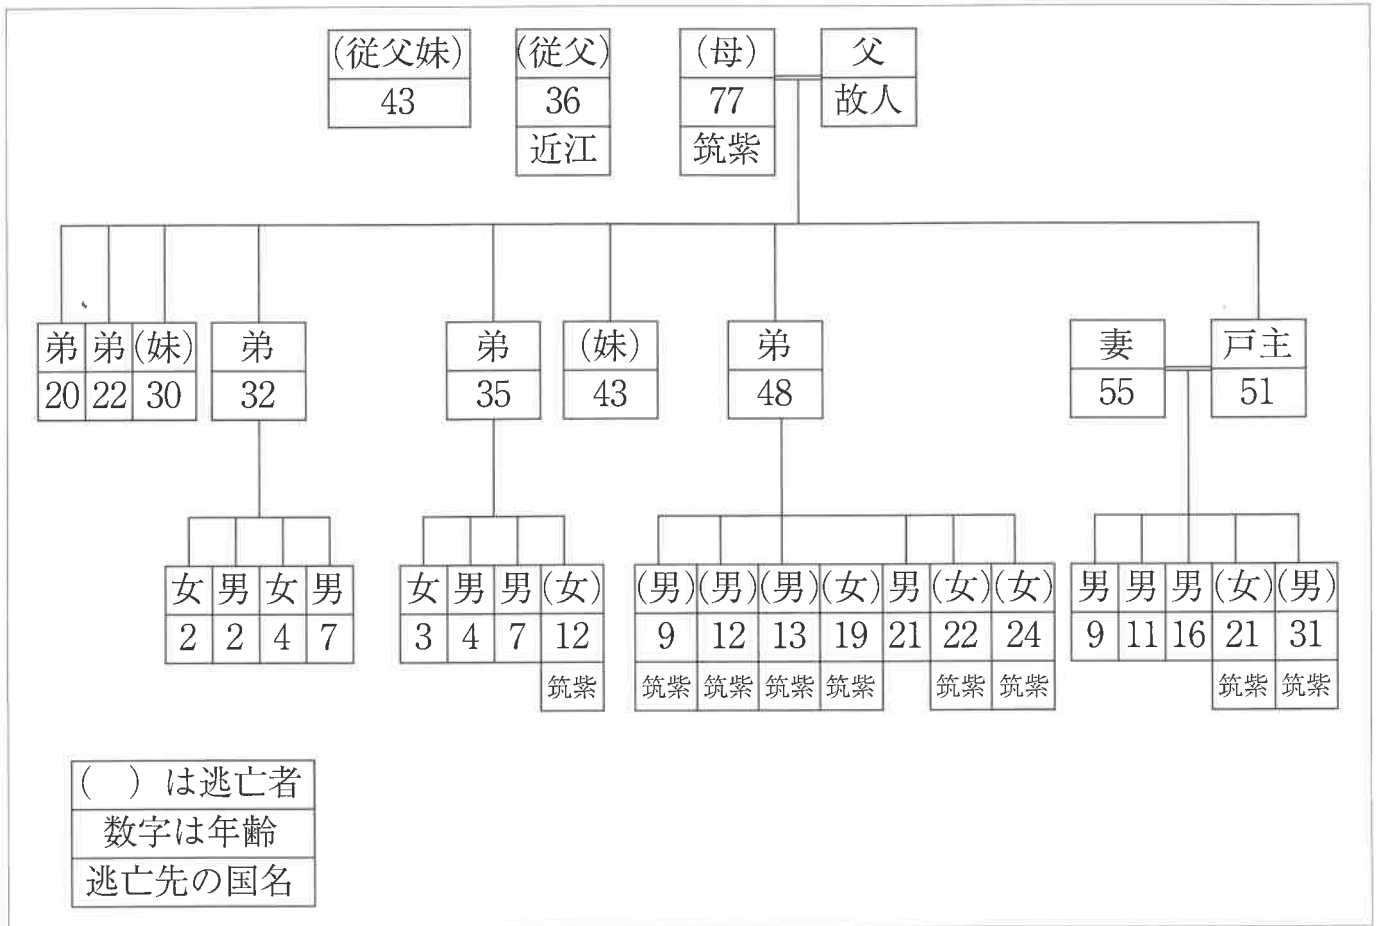 (従父妹) (従父) (母) 父
43 36 77 故人
近江 筑紫
弟 弟 (妹) 弟 弟 (妹) 弟 妻 戸主
20 22 30 32 35 43 48 55 51
女 男 女 男 女 男 男 (女) (男) (男) (男) (女) 男 (女) (女) 男 男 男 (女) (男)
2 2 4 7 3 4 7 12 9 12 13 19 21 22 24 9 11 16 21 31
筑紫 筑紫 筑紫 筑紫 筑紫 筑紫 筑紫 筑紫 筑紫
( ) は逃亡者
数字は年齢
逃亡先の国名